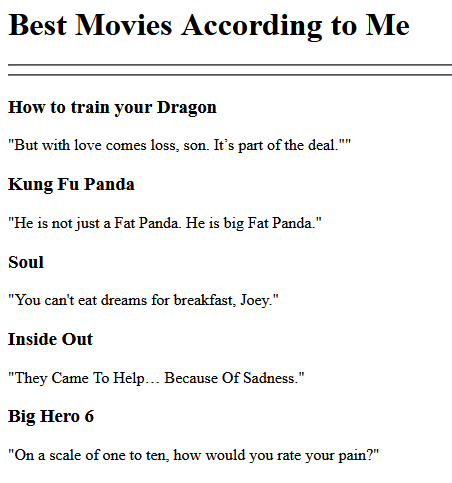 Best Movies According to Me
How to train your Dragon
"But with love comes loss, son. It’s part of the deal.""
Kung Fu Panda
"He is not just a Fat Panda. He is big Fat Panda."
Soul
"You can't eat dreams for breakfast, Joey."
Inside Out
"They Came To Help… Because Of Sadness."
Big Hero 6
"On a scale of one to ten, how would you rate your pain?"